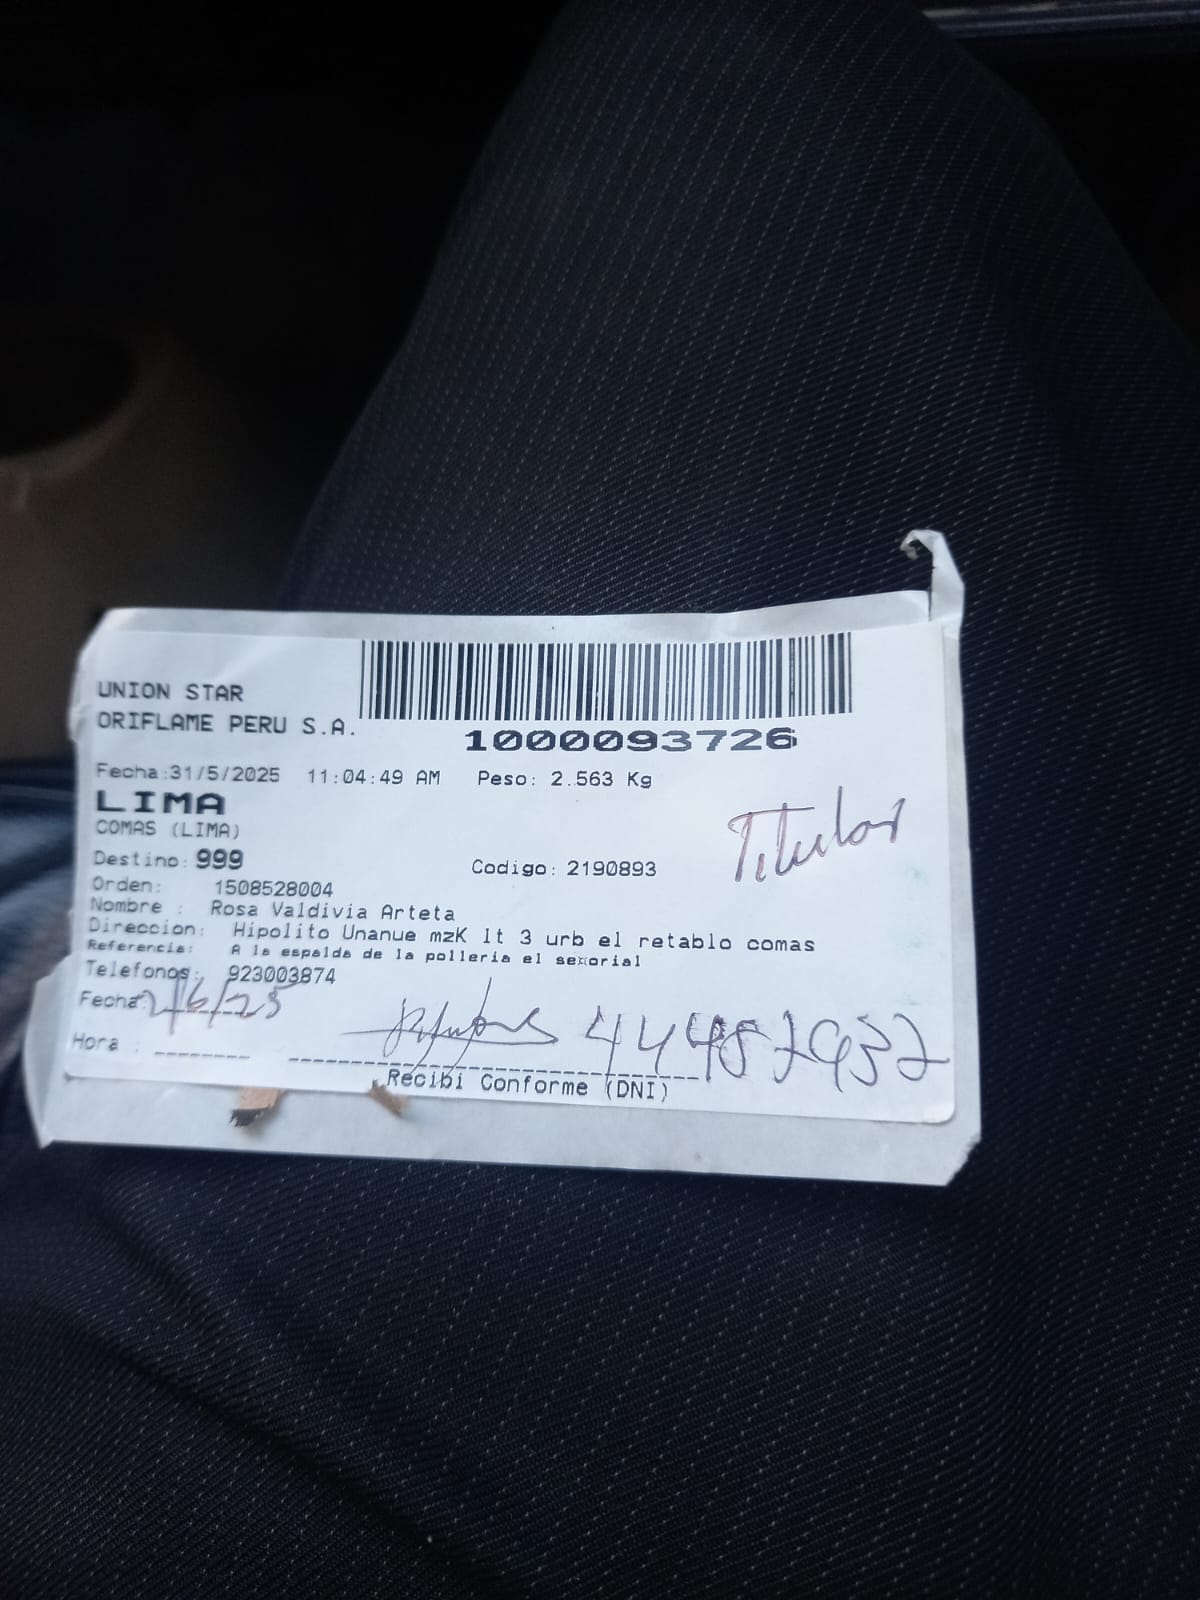 UNION STAR
ORIFLAME PERU S.A.
1000093726
Fecha:31/5/2025 11:04:49 AM Peso: 2.563 Kg
LIMA
COMAS (LIMA)
Titular
Destino: 999
Codigo: 2190893
Orden: 1508528004
Nombre : Rosa Valdivia Arteta
Direccion: Hipolito Unanue mzK lt 3 urb el retablo comas
Referencia: A la espalda de la polleria el señorial
Telefonos: 923003874
Fecha: 2/6/25
Hora :
Recibi Conforme (DNI)